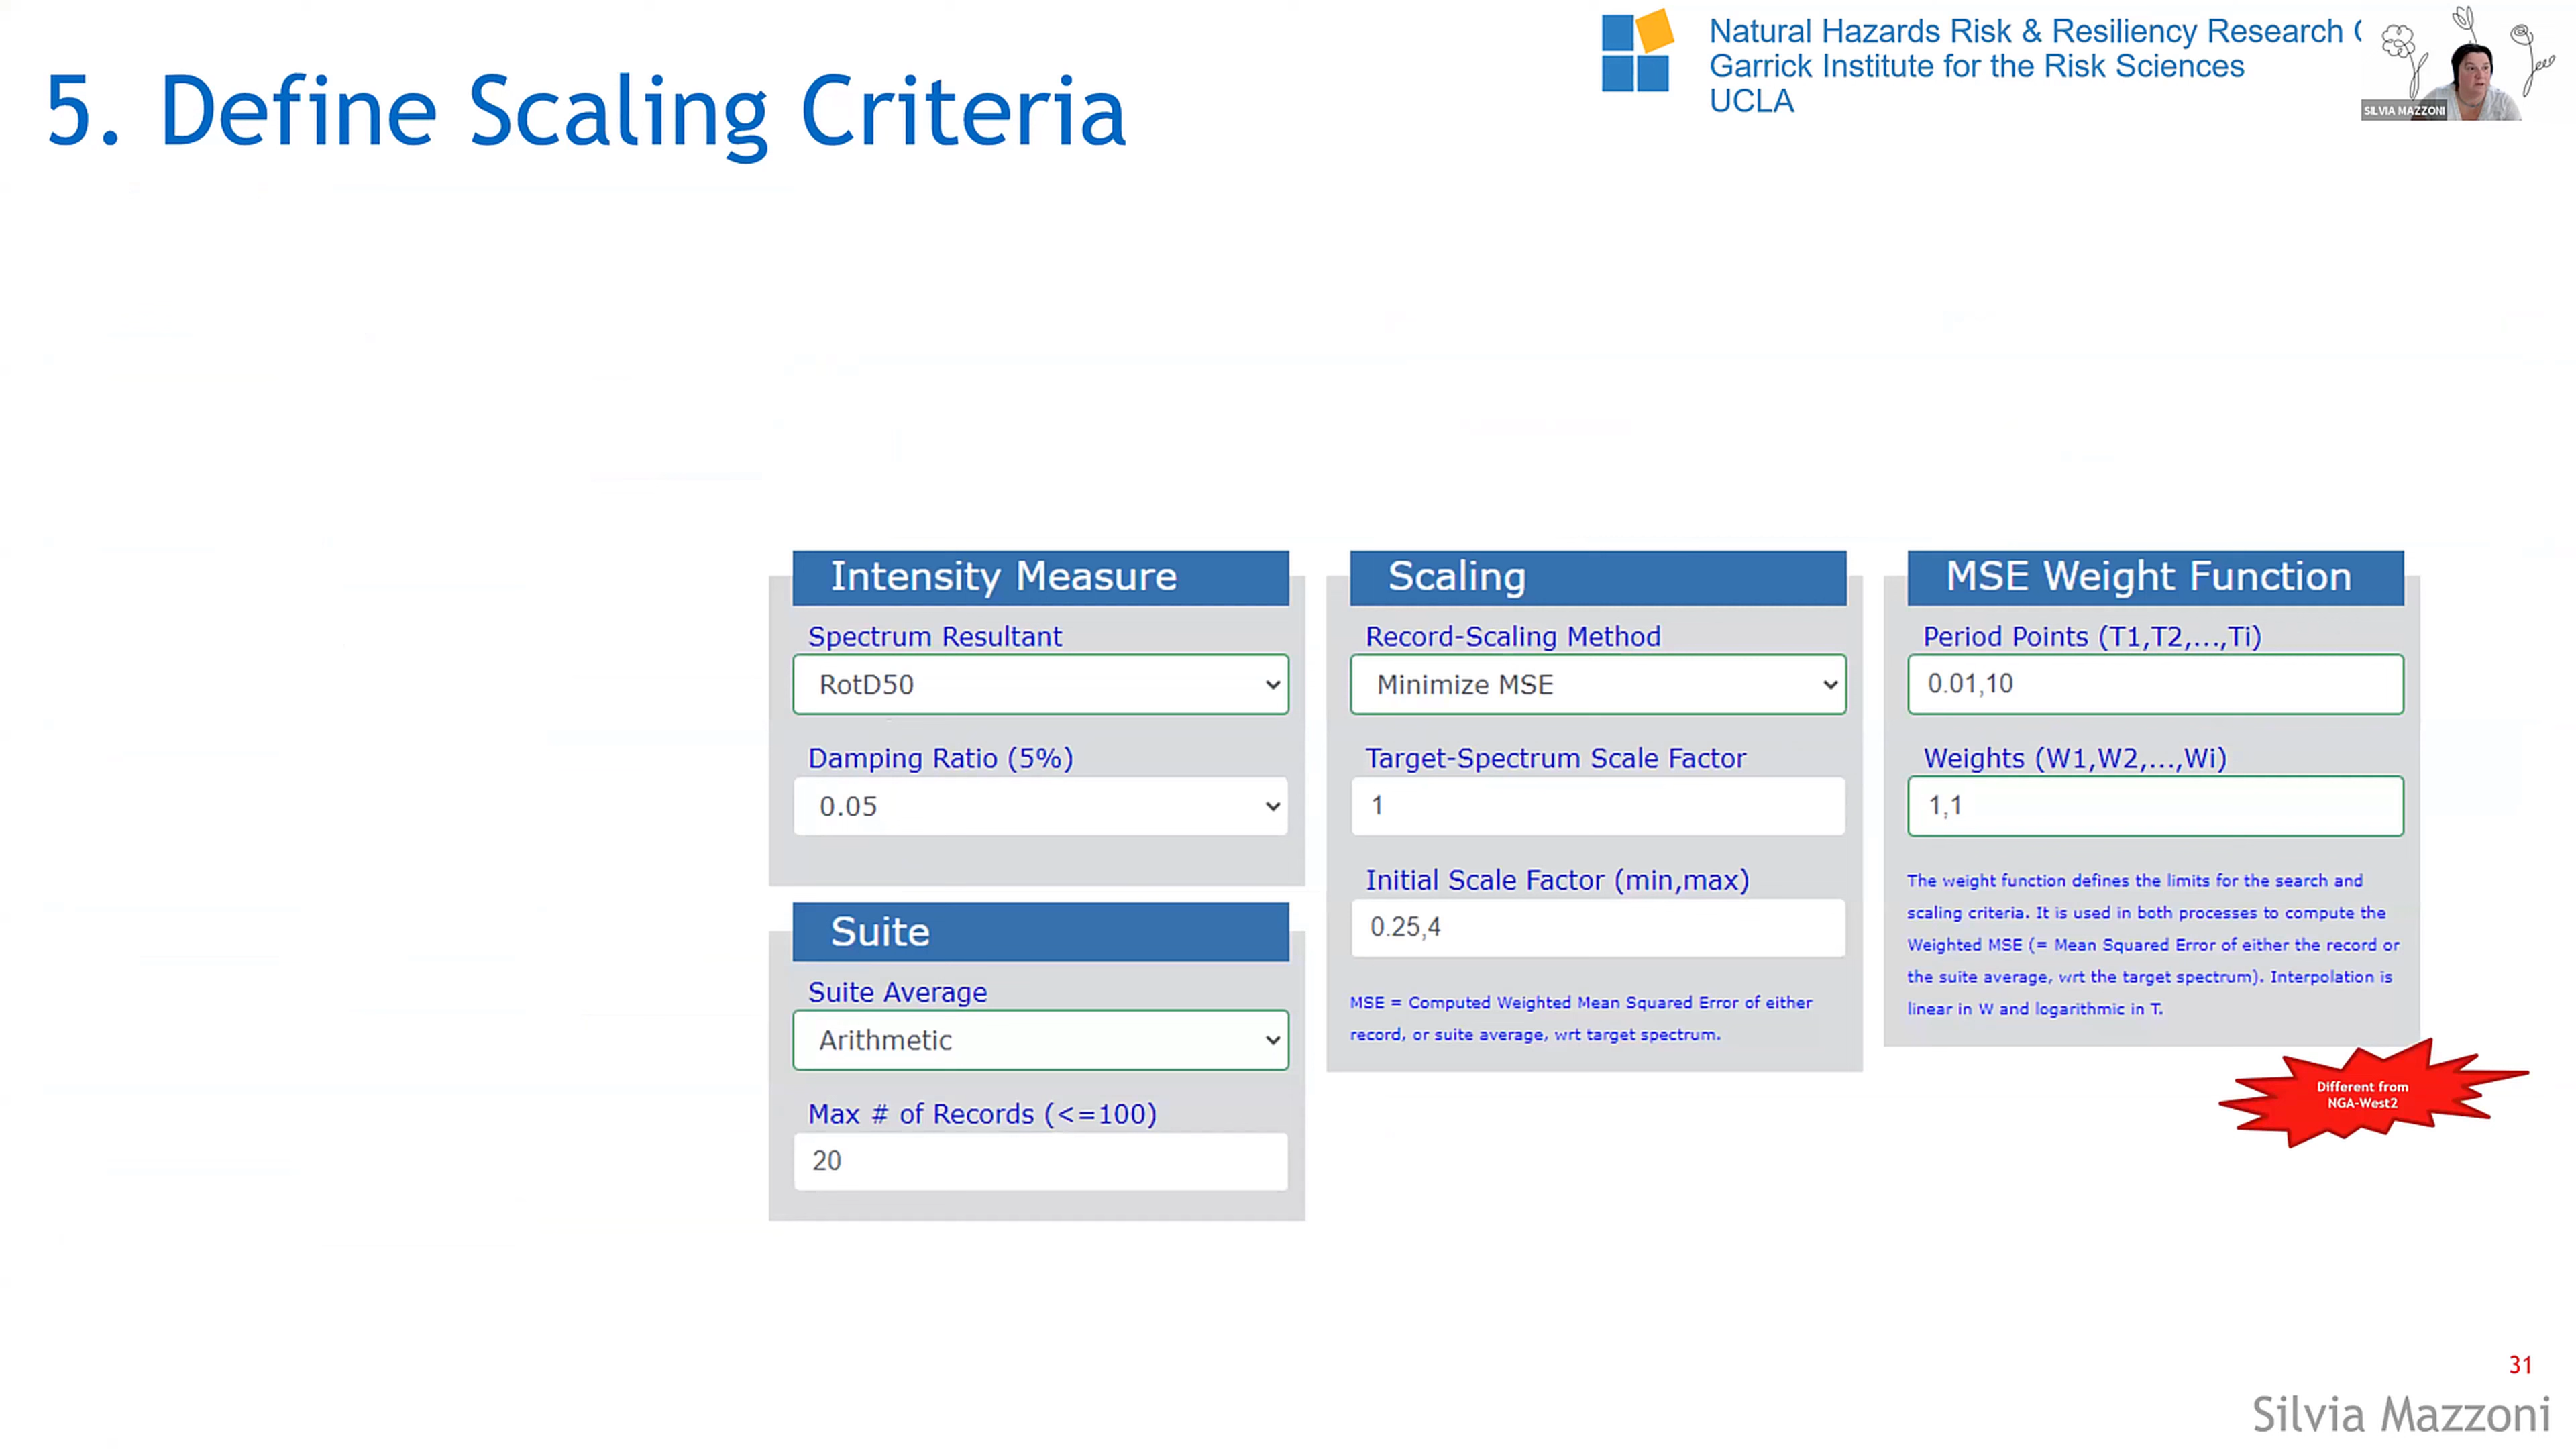 5. Define Scaling Criteria
Natural Hazards Risk & Resiliency Research
Garrick Institute for the Risk Sciences
UCLA
SILVIA MAZZONI
Intensity Measure
Spectrum Resultant
RotD50
Damping Ratio (5%)
0.05
Suite
Suite Average
Arithmetic
Max # of Records (<=100)
20
Scaling
Record-Scaling Method
Minimize MSE
Target-Spectrum Scale Factor
1
Initial Scale Factor (min,max)
0.25,4
MSE = Computed Weighted Mean Squared Error of either
record, or suite average, wrt target spectrum.
MSE Weight Function
Period Points (T1,T2,...,Ti)
0.01,10
Weights (W1,W2,...,Wi)
1,1
The weight function defines the limits for the search and
scaling criteria. It is used in both processes to compute the
Weighted MSE (= Mean Squared Error of either the record or
the suite average, wrt the target spectrum). Interpolation is
linear in W and logarithmic in T.
Different from
NGA-West2
31
Silvia Mazzoni